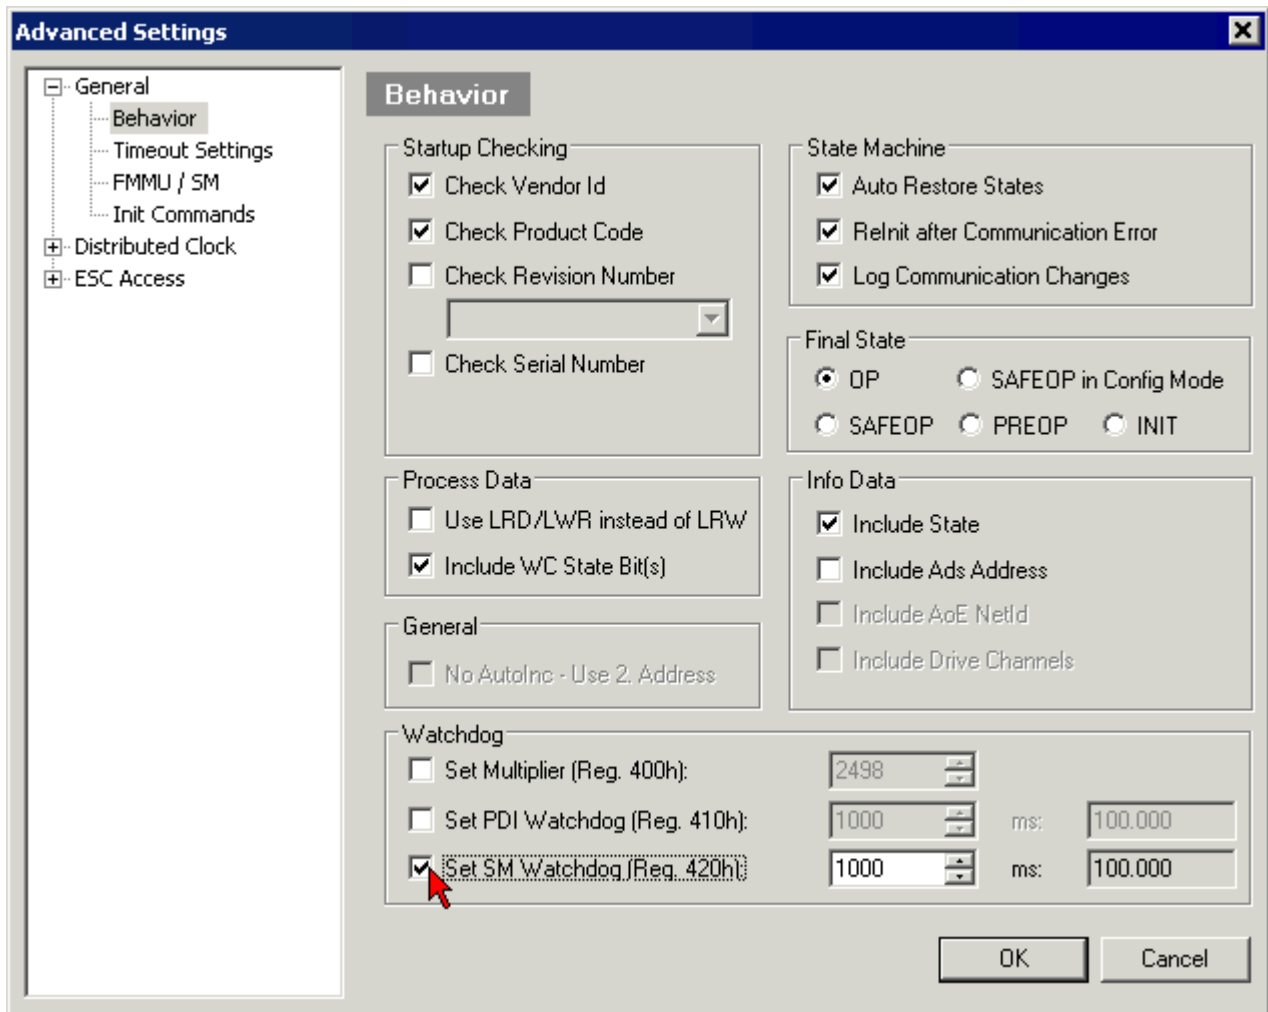 Advanced Settings
General
Behavior
Timeout Settings
FMMU / SM
Init Commands
Distributed Clock
ESC Access
Behavior
Startup Checking
Check Vendor Id
Check Product Code
Check Revision Number
Check Serial Number
State Machine
Auto Restore States
ReInit after Communication Error
Log Communication Changes
Final State
OP SAFEOP in Config Mode
SAFEOP PREOP INIT
Process Data
Use LRD/LWR instead of LRW
Include WC State Bit(s)
Info Data
Include State
Include Ads Address
Include AoE NetId
Include Drive Channels
General
No AutoInc - Use 2. Address
Watchdog
Set Multiplier (Reg. 400h): 2498
Set PDI Watchdog (Reg. 410h): 1000 ms: 100.000
Set SM Watchdog (Reg. 420h): 1000 ms: 100.000
OK Cancel